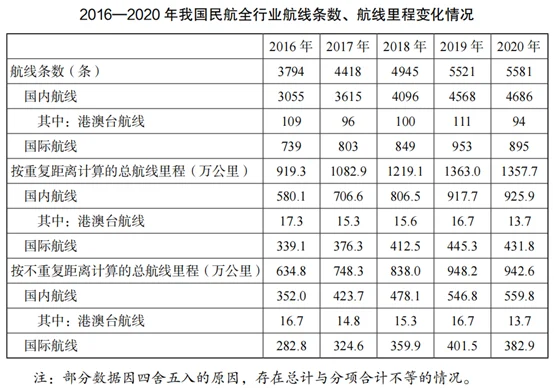 2016—2020 年我国民航全行业航线条数、航线里程变化情况
2016 年 2017 年 2018 年 2019 年 2020 年
航线条数（条） 3794 4418 4945 5521 5581
国内航线 3055 3615 4096 4568 4686
其中：港澳台航线 109 96 100 111 94
国际航线 739 803 849 953 895
按重复距离计算的总航线里程（万公里） 919.3 1082.9 1219.1 1363.0 1357.7
国内航线 580.1 706.6 806.5 917.7 925.9
其中：港澳台航线 17.3 15.3 15.6 16.7 13.7
国际航线 339.1 376.3 412.5 445.3 431.8
按不重复距离计算的总航线里程（万公里） 634.8 748.3 838.0 948.2 942.6
国内航线 352.0 423.7 478.1 546.8 559.8
其中：港澳台航线 16.7 14.8 15.3 16.7 13.7
国际航线 282.8 324.6 359.9 401.5 382.9
注：部分数据因四舍五入的原因，存在总计与分项合计不等的情况。